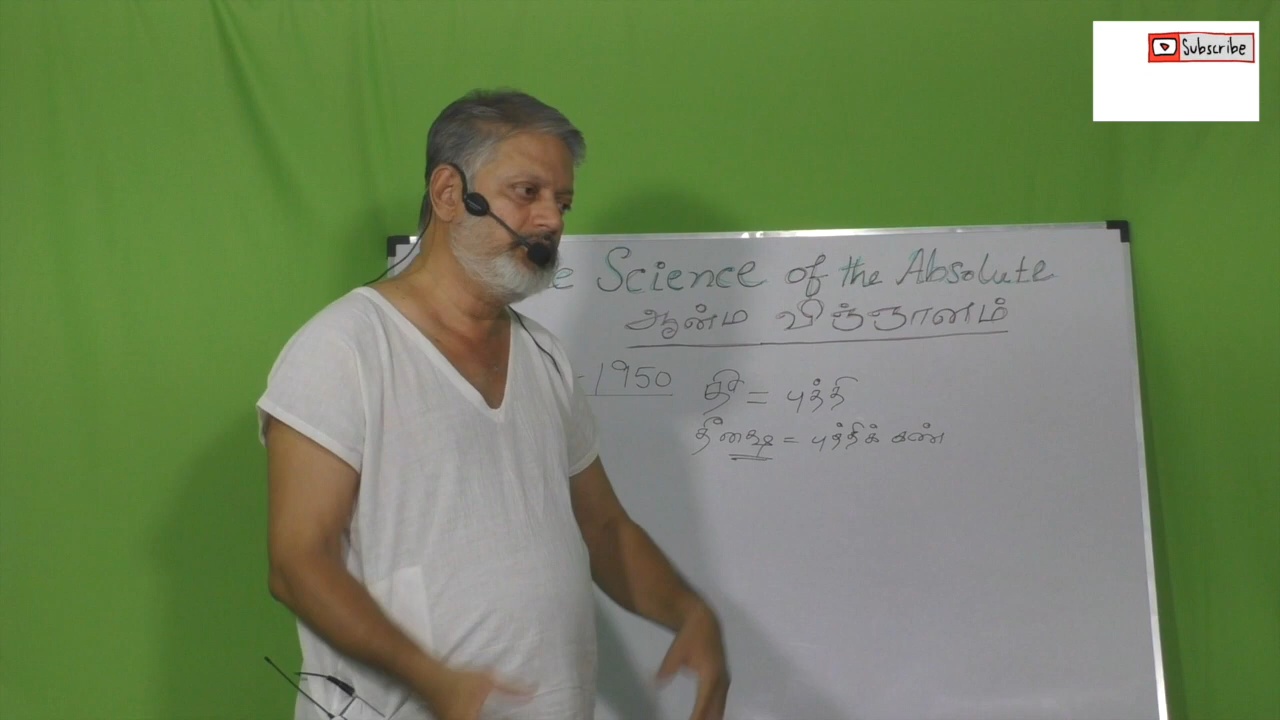 Subscribe
e Science of the Absolute
ஆன்ம விஞ்ஞானம்
-1950
தீ = புத்தி
தீக்ஷை = புத்திக் கண்